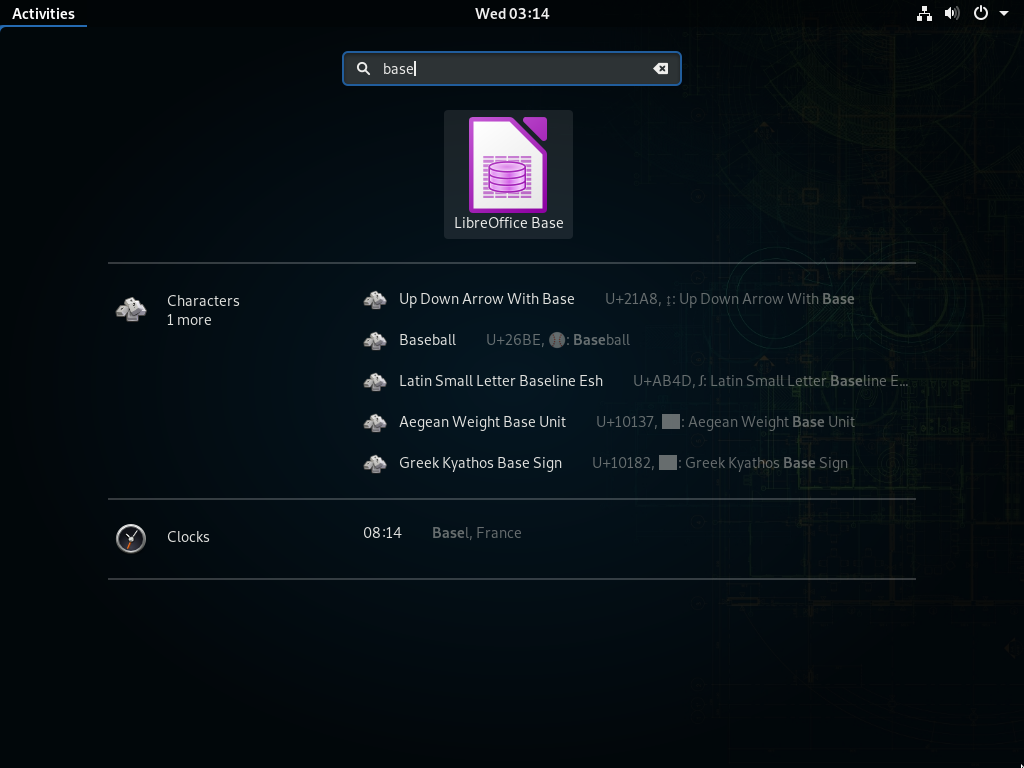 Activities
Wed 03:14
base
LibreOffice Base
Characters
1 more
Up Down Arrow With Base U+21A8, ↨: Up Down Arrow With Base
Baseball U+26BE, ⚾: Baseball
Latin Small Letter Baseline Esh U+AB4D, ꭍ: Latin Small Letter Baseline E...
Aegean Weight Base Unit U+10137, : Aegean Weight Base Unit
Greek Kyathos Base Sign U+10182, : Greek Kyathos Base Sign
Clocks
08:14 Basel, France